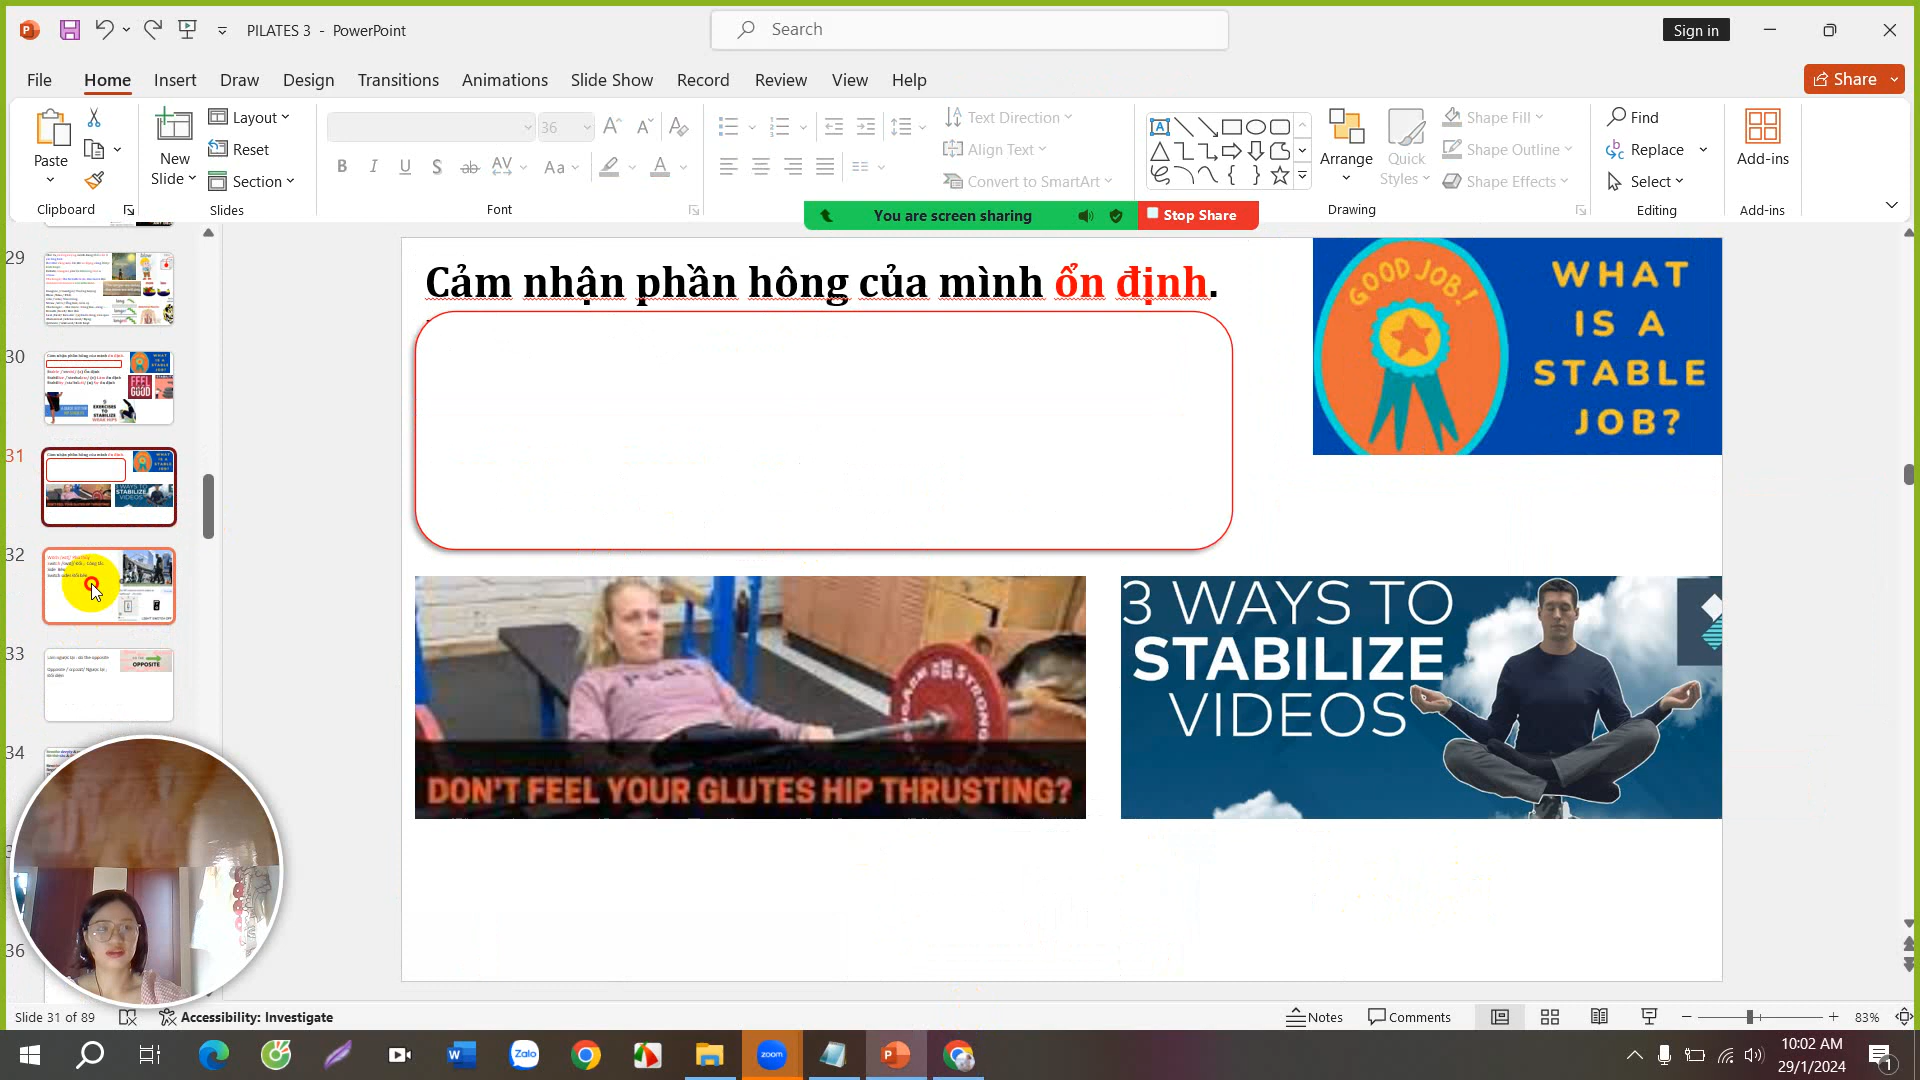 PILATES 3 - PowerPoint
Search
Sign in
File Home Insert Draw Design Transitions Animations Slide Show Record Review View Help
Share
Paste
New Slide
Layout
Reset
Section
36
Text Direction
Align Text
Convert to SmartArt
Arrange
Quick Styles
Shape Fill
Shape Outline
Shape Effects
Find
Replace
Select
Add-ins
Clipboard
Slides
Font
Drawing
Editing
Add-ins
You are screen sharing
Stop Share
29
30
31
32
33
34
36
Cảm nhận phần hông của mình ổn định.
GOOD JOB!
WHAT
IS A
STABLE
JOB?
DON'T FEEL YOUR GLUTES HIP THRUSTING?
3 WAYS TO
STABILIZE
VIDEOS
OPPOSITE
Slide 31 of 89
Accessibility: Investigate
Notes
Comments
83%
Zalo
zoom
10:02 AM
29/1/2024
1